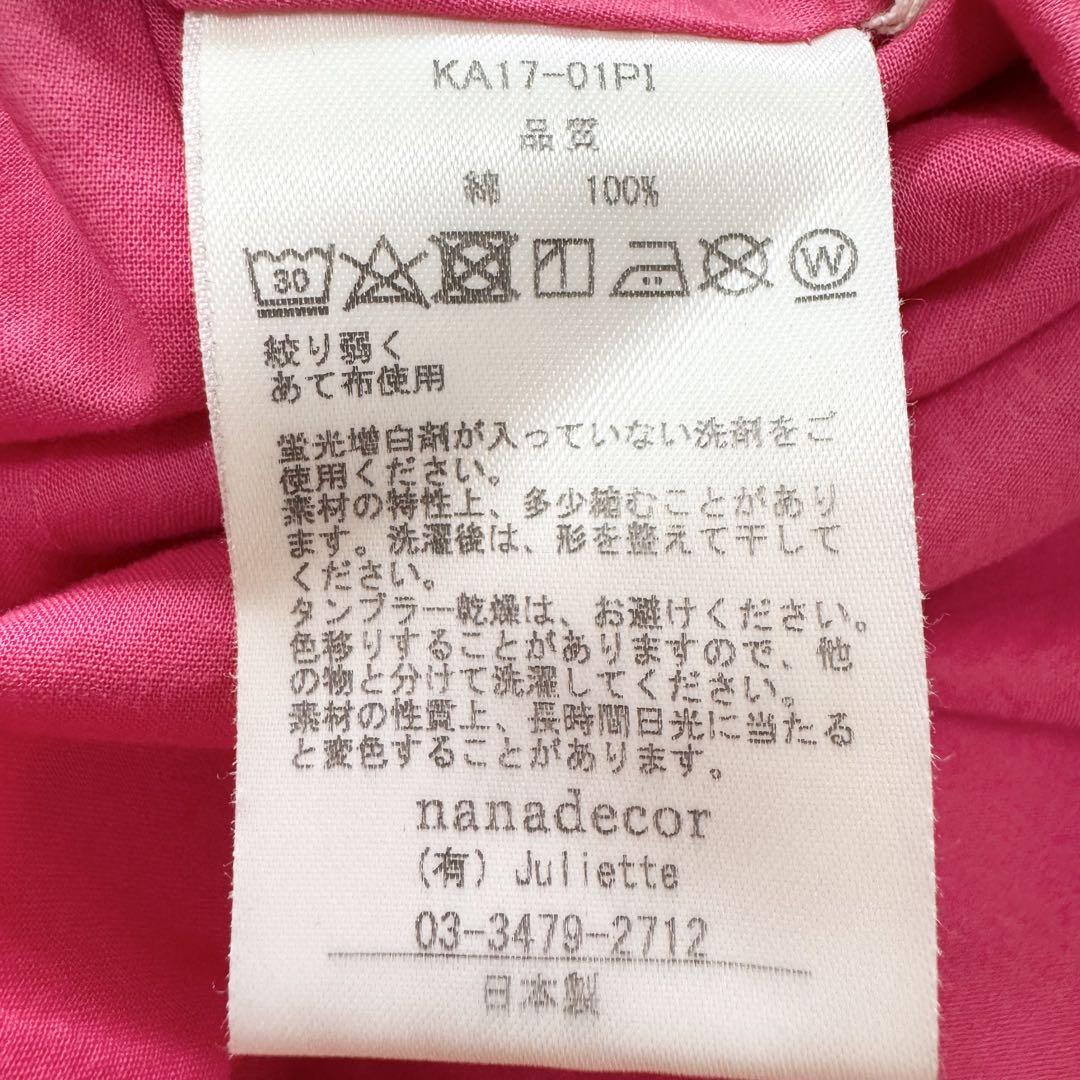 KA17-01PI
品質
綿 100%
30
W
絞り弱く
あて布使用
蛍光増白剤が入っていない洗剤をご
使用ください。
素材の特性上、多少縮むことがあり
ます。洗濯後は、形を整えて干して
ください。
タンブラー乾燥は、お避けください。
色移りすることがありますので、他
の物と分けて洗濯してください。
素材の性質上、長時間日光に当たる
と変色することがあります。
nanadecor
(有) Juliette
03-3479-2712
日本製